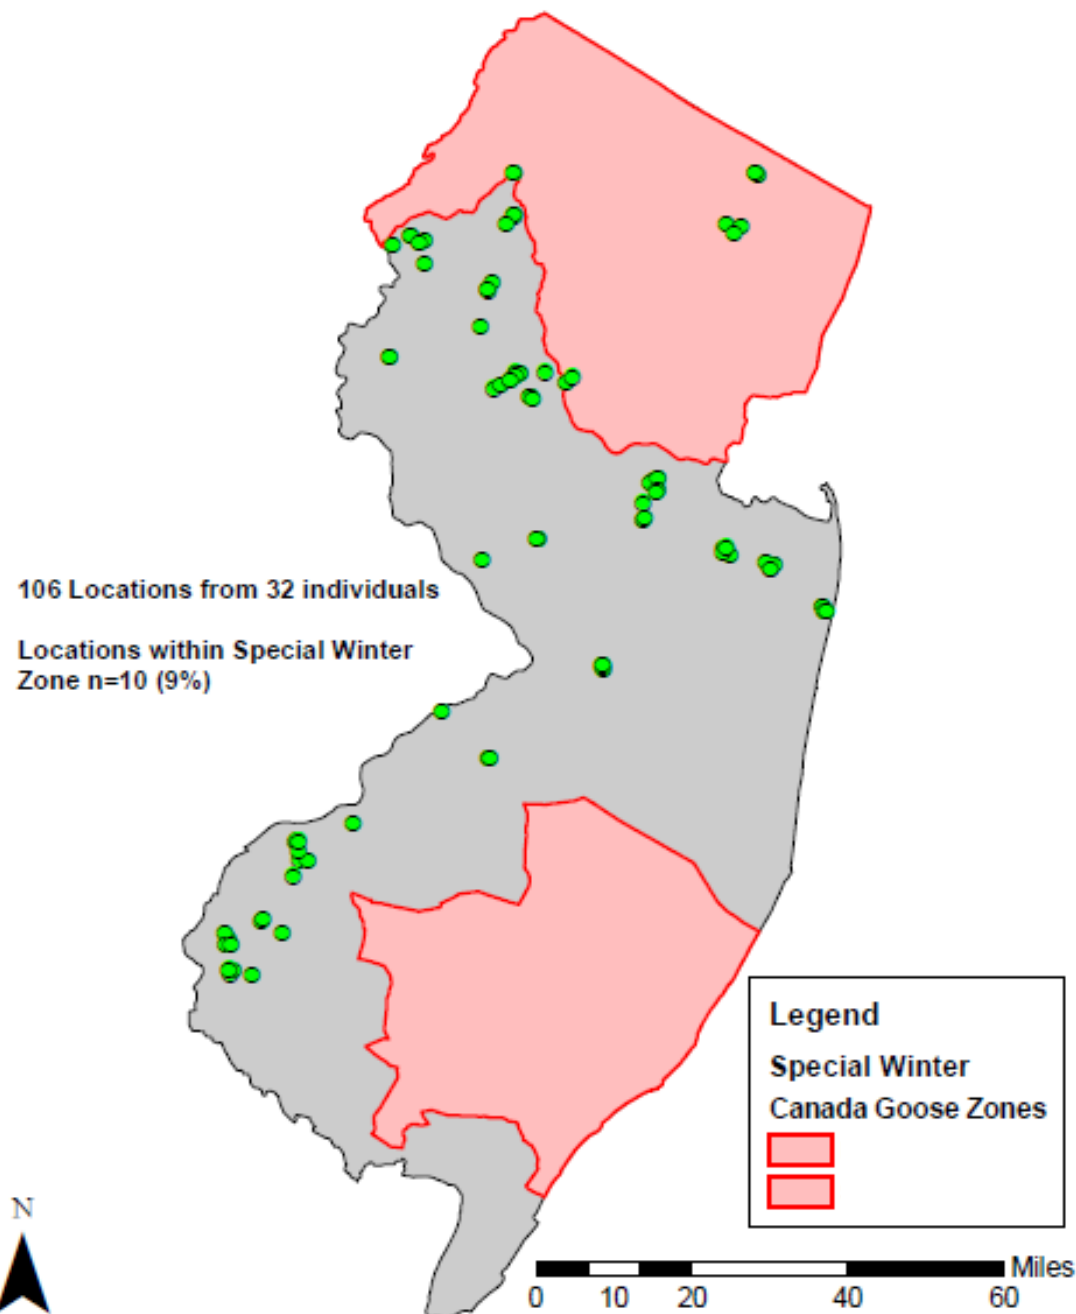 106 Locations from 32 individuals
Locations within Special Winter
Zone n=10 (9%)
Legend
Special Winter
Canada Goose Zones
N
Miles
0 10 20 40 60